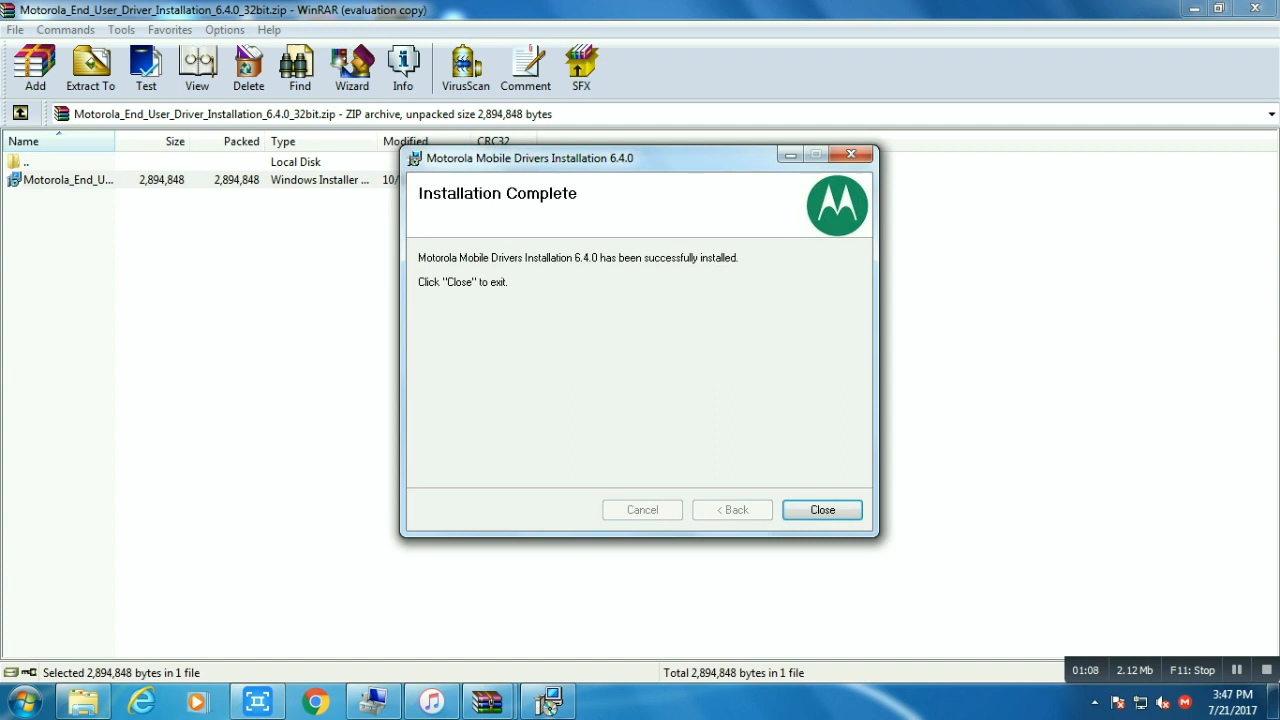 Motorola_End_User_Driver_Installation_6.4.0_32bit.zip - WinRAR (evaluation copy)
File Commands Tools Favorites Options Help
Add Extract To Test View Delete Find Wizard Info VirusScan Comment SFX
Motorola_End_User_Driver_Installation_6.4.0_32bit.zip - ZIP archive, unpacked size 2,894,848 bytes
Name Size Packed Type Modified CRC32
.. Local Disk
Motorola_End_U... 2,894,848 2,894,848 Windows Installer ... 10/
Motorola Mobile Drivers Installation 6.4.0
Installation Complete
Motorola Mobile Drivers Installation 6.4.0 has been successfully installed.
Click "Close" to exit.
Cancel < Back Close
Selected 2,894,848 bytes in 1 file Total 2,894,848 bytes in 1 file
01:08 2.12 Mb F11: Stop
3:47 PM
7/21/2017